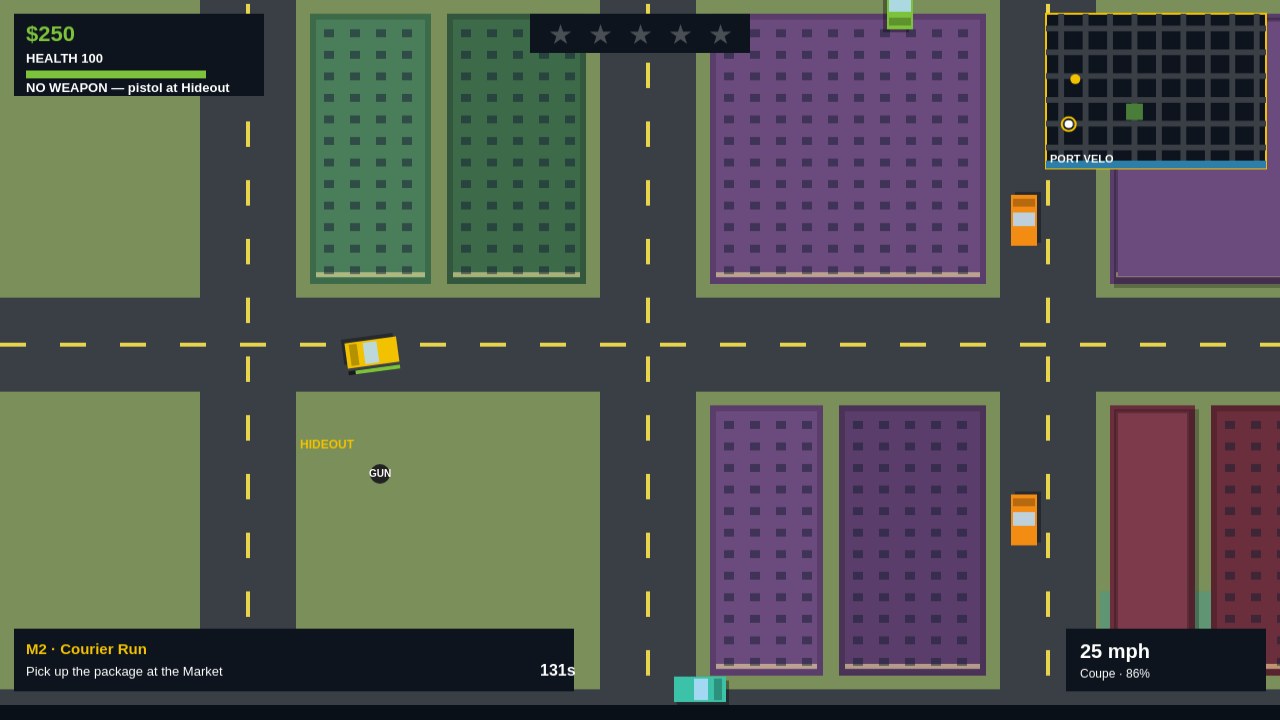 $250
HEALTH 100
NO WEAPON — pistol at Hideout
PORT VELO
HIDEOUT
GUN
M2 · Courier Run
Pick up the package at the Market
131s
25 mph
Coupe · 86%